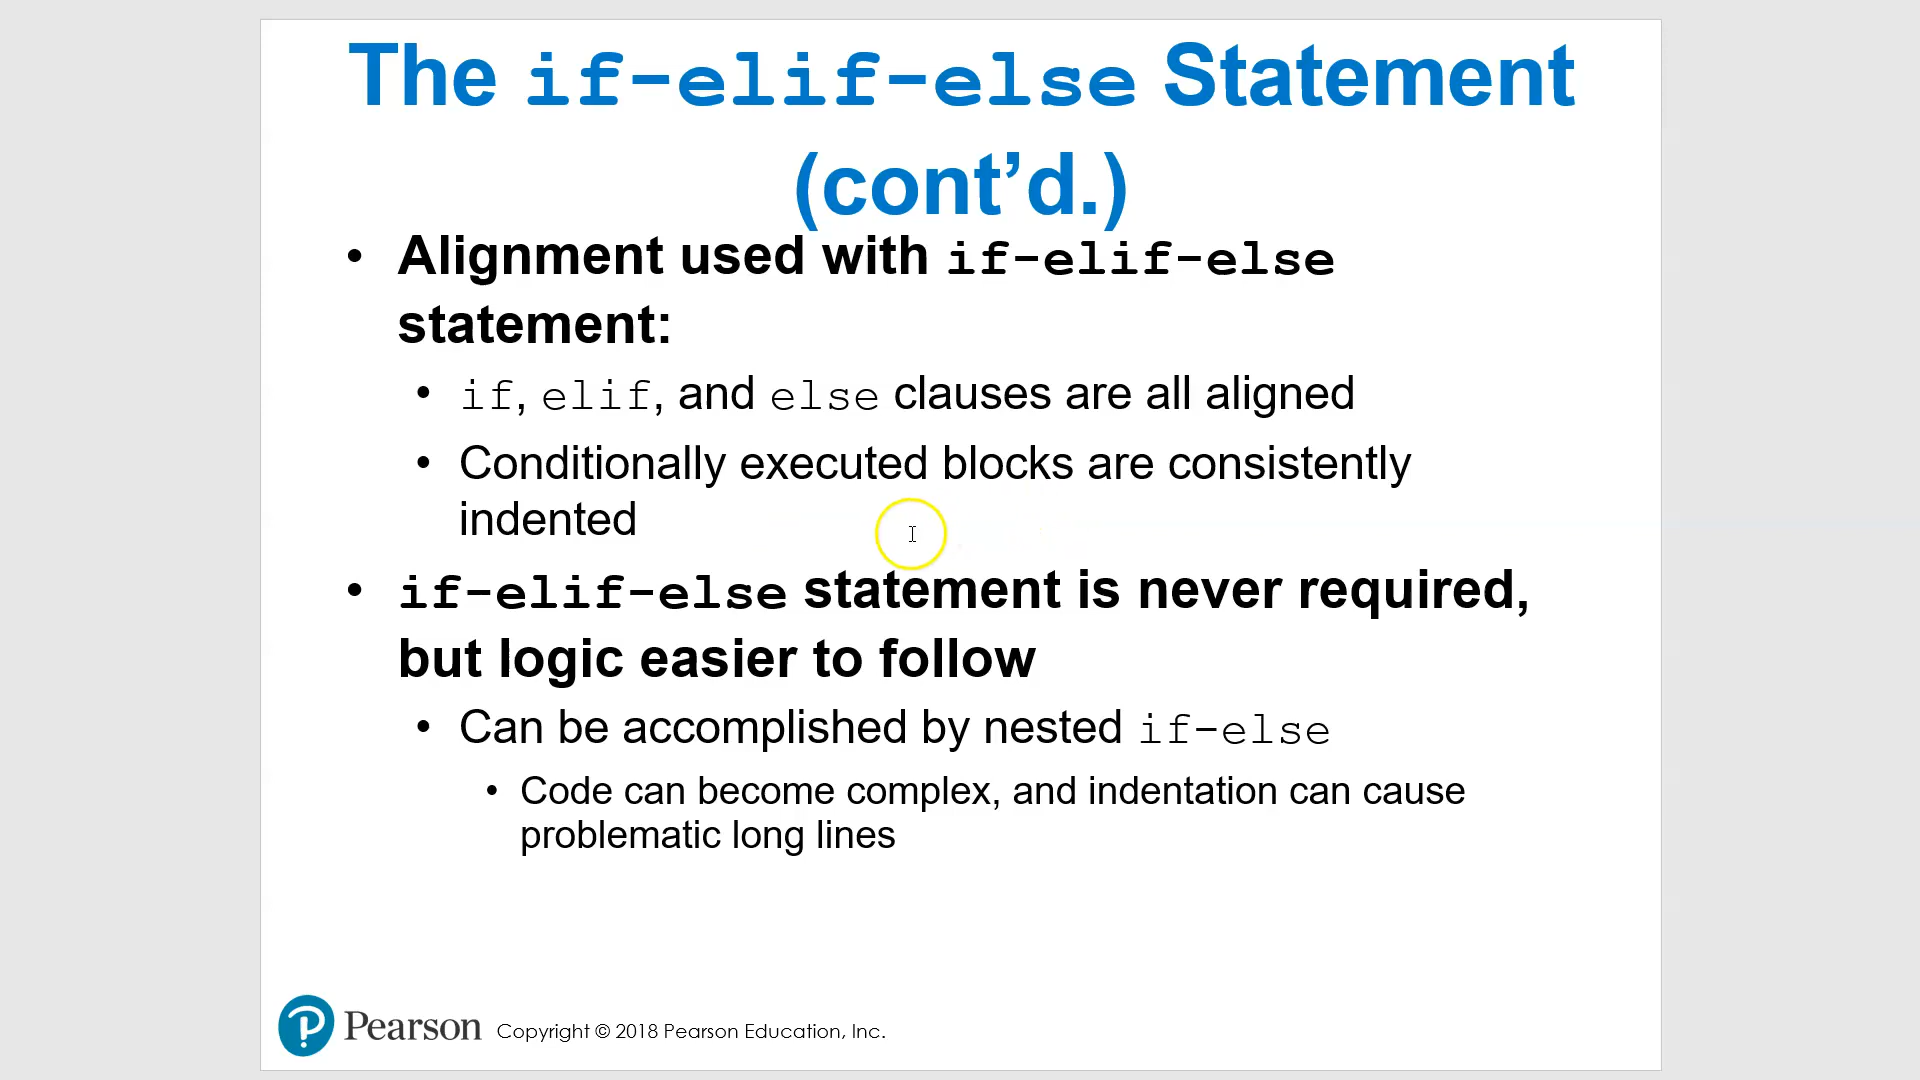 The if-elif-else Statement
(cont’d.)
• Alignment used with if-elif-else
statement:
• if, elif, and else clauses are all aligned
• Conditionally executed blocks are consistently
indented
• if-elif-else statement is never required,
but logic easier to follow
• Can be accomplished by nested if-else
• Code can become complex, and indentation can cause
problematic long lines
Pearson Copyright © 2018 Pearson Education, Inc.